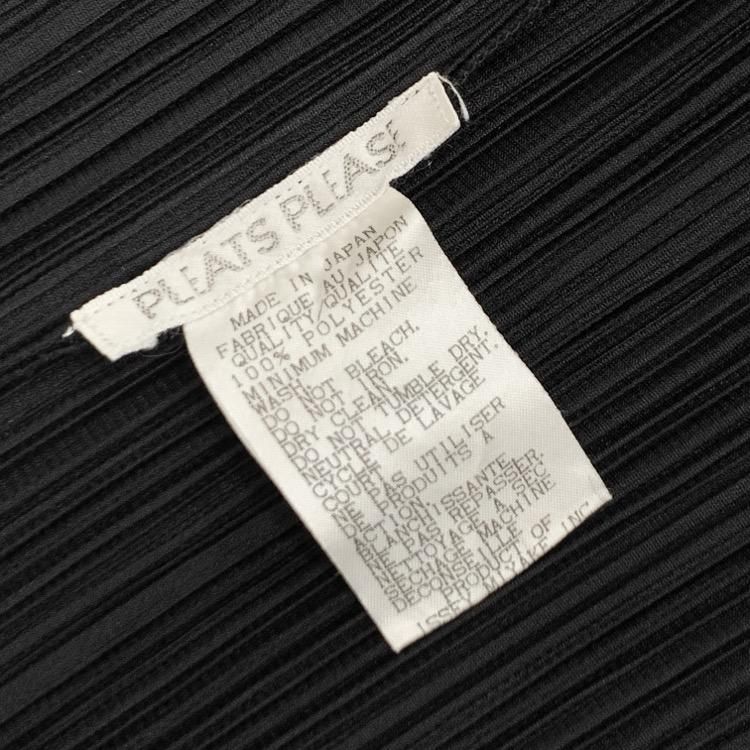 PLEATS PLEASE
MADE IN JAPAN
FABRIQUE AU JAPON
QUALITY/QUALITE
100% POLYESTER
MINIMUM MACHINE
WASH.
DO NOT BLEACH.
DO NOT IRON.
DRY CLEAN.
DO NOT TUMBLE DRY.
NEUTRAL DETERGENT.
CYCLE DE LAVAGE
COURT.
NE PAS UTILISER
DE PRODUITS A
BLANCHISSANTE.
NE PAS REPASSER.
NETTOYAGE A SEC
SECHAGE MACHINE
DECONSEILLE
PRODUCT OF
ISSEY MIYAKE INC.